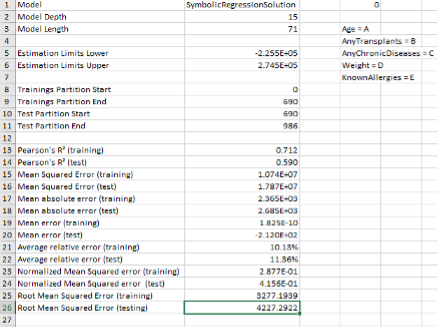 1 Model SymbolicRegressionSolution 0
2 Model Depth 15
3 Model Length 71 Age = A
4 AnyTransplants = B
5 Estimation Limits Lower -2.255E+05 AnyChronicDiseases = C
6 Estimation Limits Upper 2.745E+05 Weight = D
7 KnownAllergies = E
8 Trainings Partition Start 0
9 Trainings Partition End 690
10 Test Partition Start 690
11 Test Partition End 986
12
13 Pearson's R² (training) 0.712
14 Pearson's R² (test) 0.590
15 Mean Squared Error (training) 1.074E+07
16 Mean Squared Error (test) 1.787E+07
17 Mean absolute error (training) 2.365E+03
18 Mean absolute error (test) 2.685E+03
19 Mean error (training) 1.825E-10
20 Mean error (test) -2.120E+02
21 Average relative error (training) 10.13%
22 Average relative error (test) 11.36%
23 Normalized Mean Squared error (training) 2.877E-01
24 Normalized Mean Squared error (test) 4.156E-01
25 Root Mean Squared Error (training) 3277.1939
26 Root Mean Squared Error (testing) 4227.2922
27